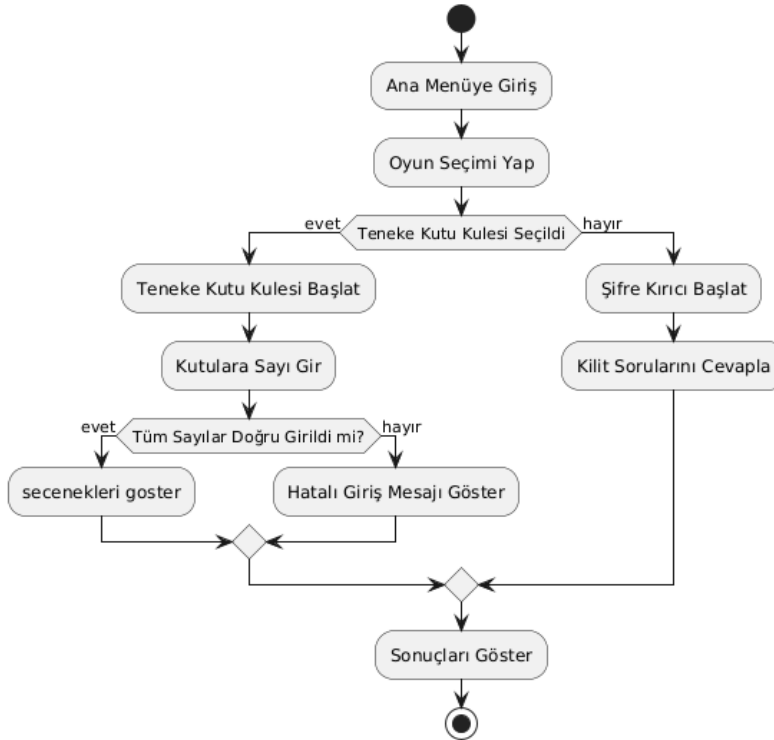 Ana Menüye Giriş
Oyun Seçimi Yap
evet
Teneke Kutu Kulesi Seçildi
hayır
Teneke Kutu Kulesi Başlat
Şifre Kırıcı Başlat
Kutulara Sayı Gir
Kilit Sorularını Cevapla
evet
Tüm Sayılar Doğru Girildi mi?
hayır
secenekleri goster
Hatalı Giriş Mesajı Göster
Sonuçları Göster